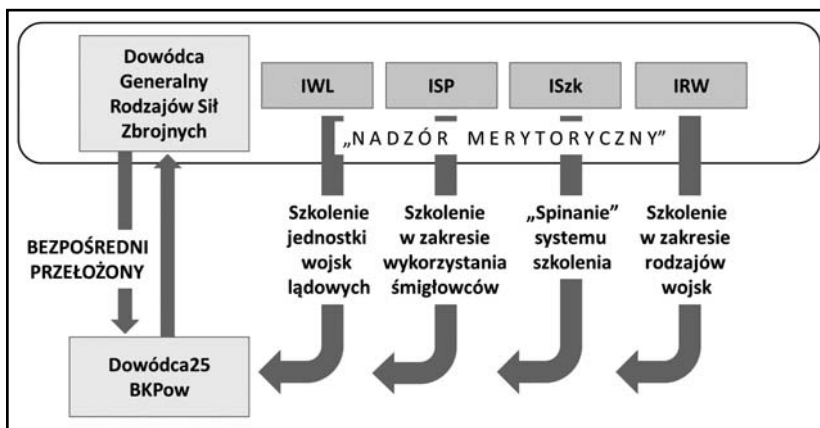 Dowódca
Generalny
Rodzajów Sił
Zbrojnych
IWL
ISP
ISzk
IRW
„NADZÓR MERYTORYCZNY”
BEZPOŚREDNI
PRZEŁOŻONY
Szkolenie
jednostki
wojsk
lądowych
Szkolenie
w zakresie
wykorzystania
śmigłowców
„Spinanie”
systemu
szkolenia
Szkolenie
w zakresie
rodzajów
wojsk
Dowódca25
BKPow